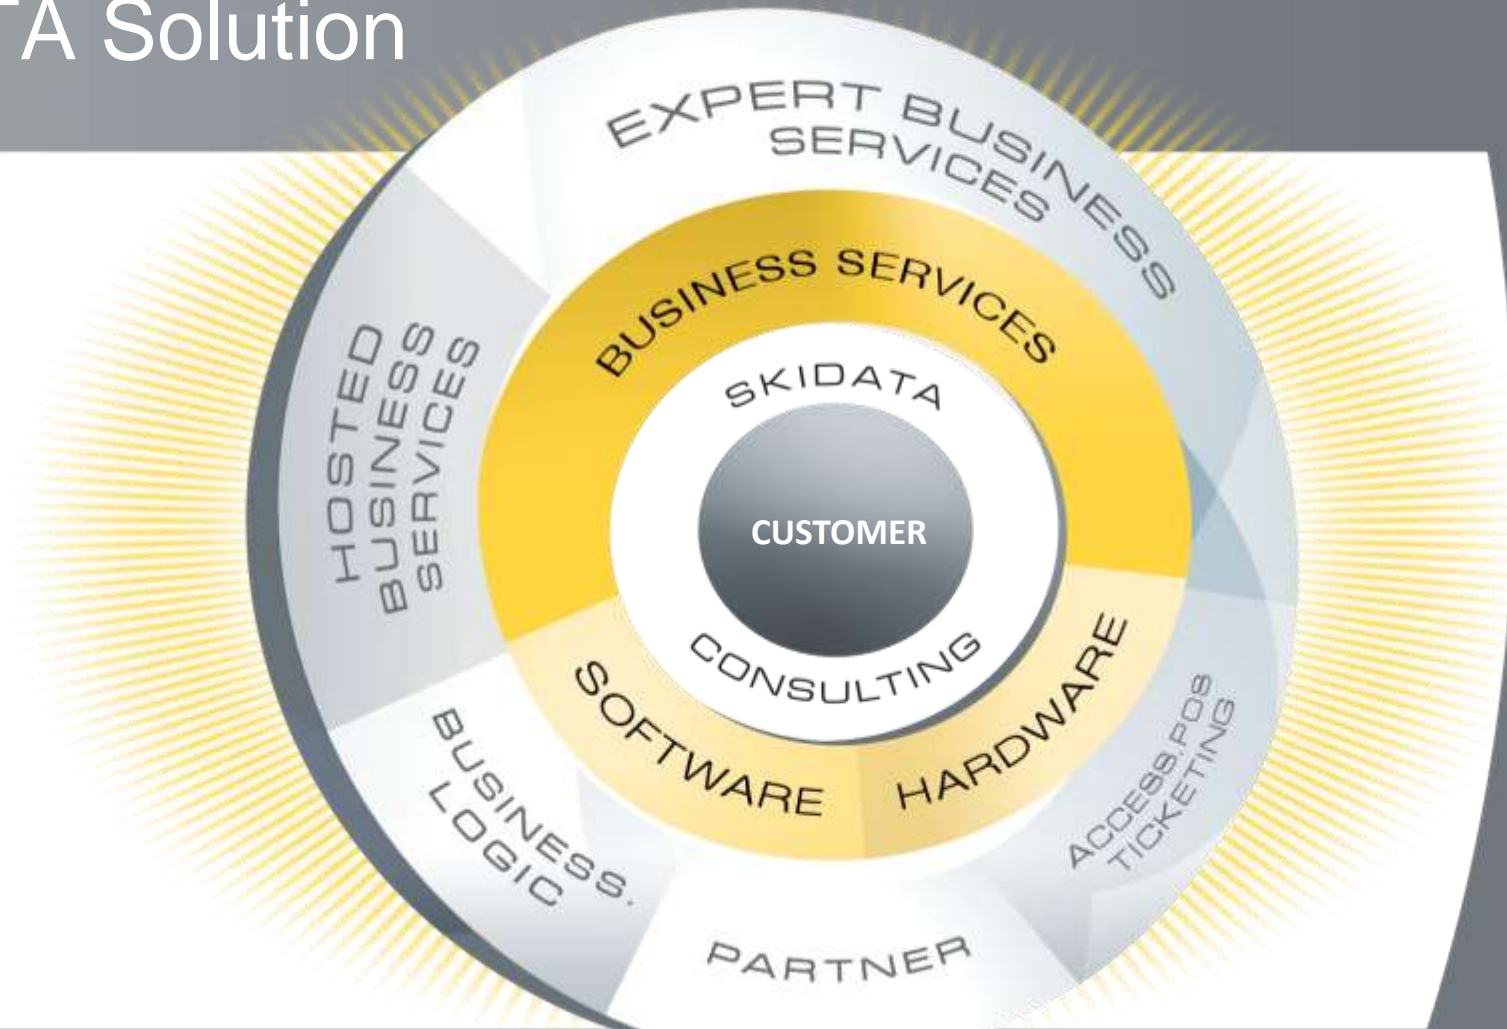 TA Solution
EXPERT BUSINESS
SERVICES
BUSINESS SERVICES
SKIDATA
CUSTOMER
CONSULTING
HOSTED
BUSINESS
SERVICES
SOFTWARE
HARDWARE
BUSINESS.
LOGIC
ACCESS.POS
TICKETING
PARTNER